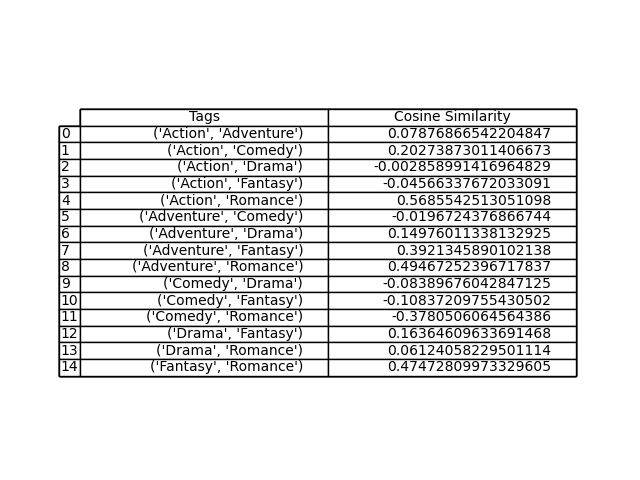 Tags Cosine Similarity
0 ('Action', 'Adventure') 0.07876866542204847
1 ('Action', 'Comedy') 0.20273873011406673
2 ('Action', 'Drama') -0.002858991416964829
3 ('Action', 'Fantasy') -0.04566337672033091
4 ('Action', 'Romance') 0.5685542513051098
5 ('Adventure', 'Comedy') -0.0196724376866744
6 ('Adventure', 'Drama') 0.14976011338132925
7 ('Adventure', 'Fantasy') 0.3921345890102138
8 ('Adventure', 'Romance') 0.49467252396717837
9 ('Comedy', 'Drama') -0.08389676042847125
10 ('Comedy', 'Fantasy') -0.10837209755430502
11 ('Comedy', 'Romance') -0.3780506064564386
12 ('Drama', 'Fantasy') 0.16364609633691468
13 ('Drama', 'Romance') 0.06124058229501114
14 ('Fantasy', 'Romance') 0.47472809973329605